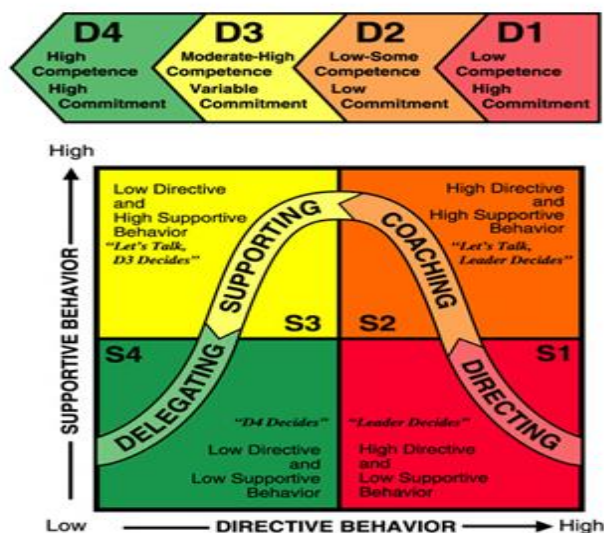 D4
High
Competence
High
Commitment
D3
Moderate-High
Competence
Variable
Commitment
D2
Low-Some
Competence
Low
Commitment
D1
Low
Competence
High
Commitment
High
SUPPORTIVE BEHAVIOR
Low Directive
and
High Supportive
Behavior
"Let's Talk,
D3 Decides"
SUPPORTING
S3
High Directive
and
High Supportive
Behavior
"Let's Talk,
Leader Decides"
COACHING
S2
S4
DELEGATING
"D4 Decides"
Low Directive
and
Low Supportive
Behavior
S1
DIRECTING
"Leader Decides"
High Directive
and
Low Supportive
Behavior
Low
DIRECTIVE BEHAVIOR
High